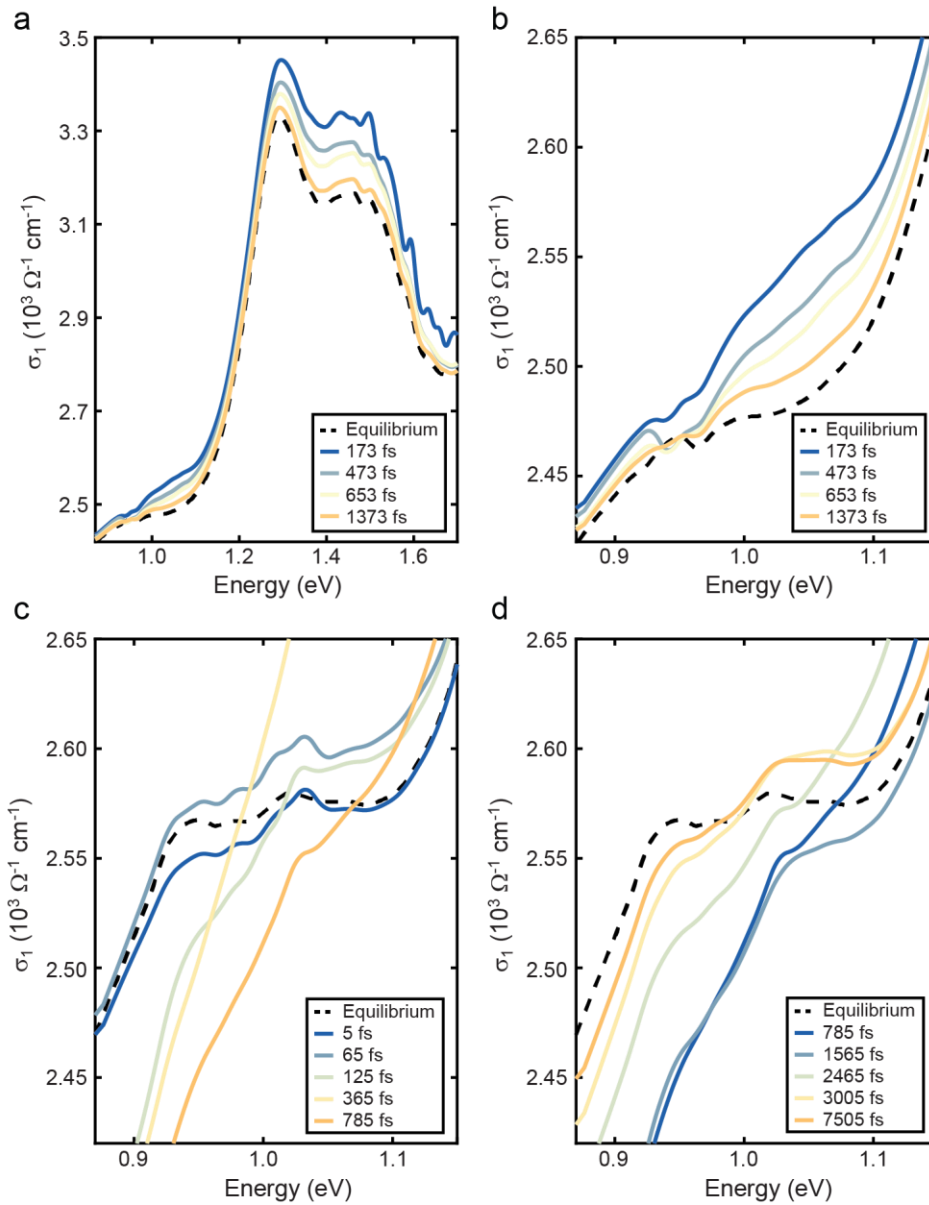 a
3.5
3.3
3.1
2.9
2.7
2.5
σ₁ (10³ Ω⁻¹ cm⁻¹)
1.0 1.2 1.4 1.6
Energy (eV)
Equilibrium
173 fs
473 fs
653 fs
1373 fs
b
2.65
2.60
2.55
2.50
2.45
σ₁ (10³ Ω⁻¹ cm⁻¹)
0.9 1.0 1.1
Energy (eV)
Equilibrium
173 fs
473 fs
653 fs
1373 fs
c
2.65
2.60
2.55
2.50
2.45
σ₁ (10³ Ω⁻¹ cm⁻¹)
0.9 1.0 1.1
Energy (eV)
Equilibrium
5 fs
65 fs
125 fs
365 fs
785 fs
d
2.65
2.60
2.55
2.50
2.45
σ₁ (10³ Ω⁻¹ cm⁻¹)
0.9 1.0 1.1
Energy (eV)
Equilibrium
785 fs
1565 fs
2465 fs
3005 fs
7505 fs